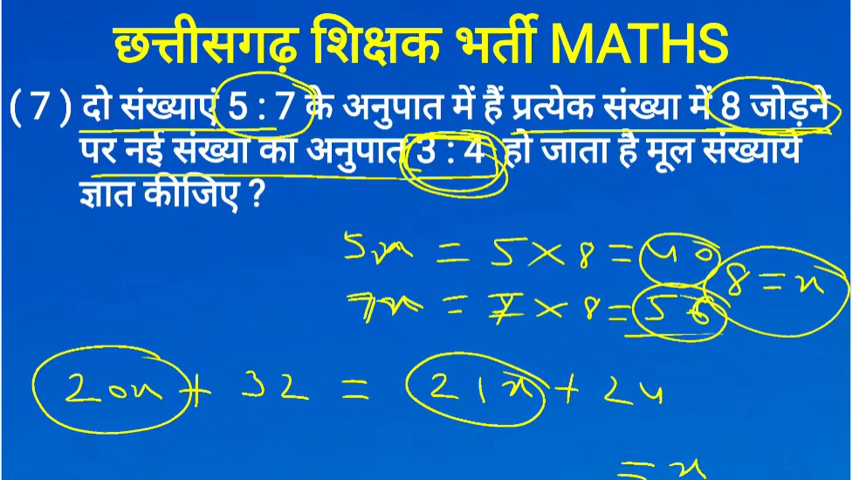 छत्तीसगढ़ शिक्षक भर्ती MATHS
( 7 ) दो संख्याएं 5 : 7 के अनुपात में हैं प्रत्येक संख्या में 8 जोड़ने
पर नई संख्या का अनुपात 3 : 4 हो जाता है मूल संख्यायें
ज्ञात कीजिए ?
5x = 5 × 8 = 40
8 = x
7x = 7 × 8 = 56
20x + 32 = 21x + 24
= x